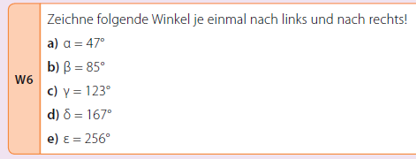 Zeichne folgende Winkel je einmal nach links und nach rechts!
a) α = 47°
b) β = 85°
W6
c) γ = 123°
d) δ = 167°
e) ε = 256°